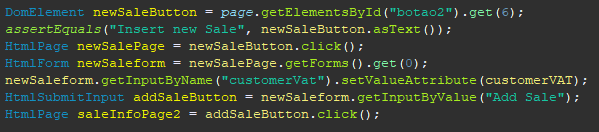 DomElement newSaleButton = page.getElementsById("botao2").get(6);
assertEquals("Insert new Sale", newSaleButton.asText());
HtmlPage newSalePage = newSaleButton.click();
HtmlForm newSaleform = newSalePage.getForms().get(0);
newSaleform.getInputByName("customerVat").setValueAttribute(customerVAT);
HtmlSubmitInput addSaleButton = newSaleform.getInputByValue("Add Sale");
HtmlPage saleInfoPage2 = addSaleButton.click();